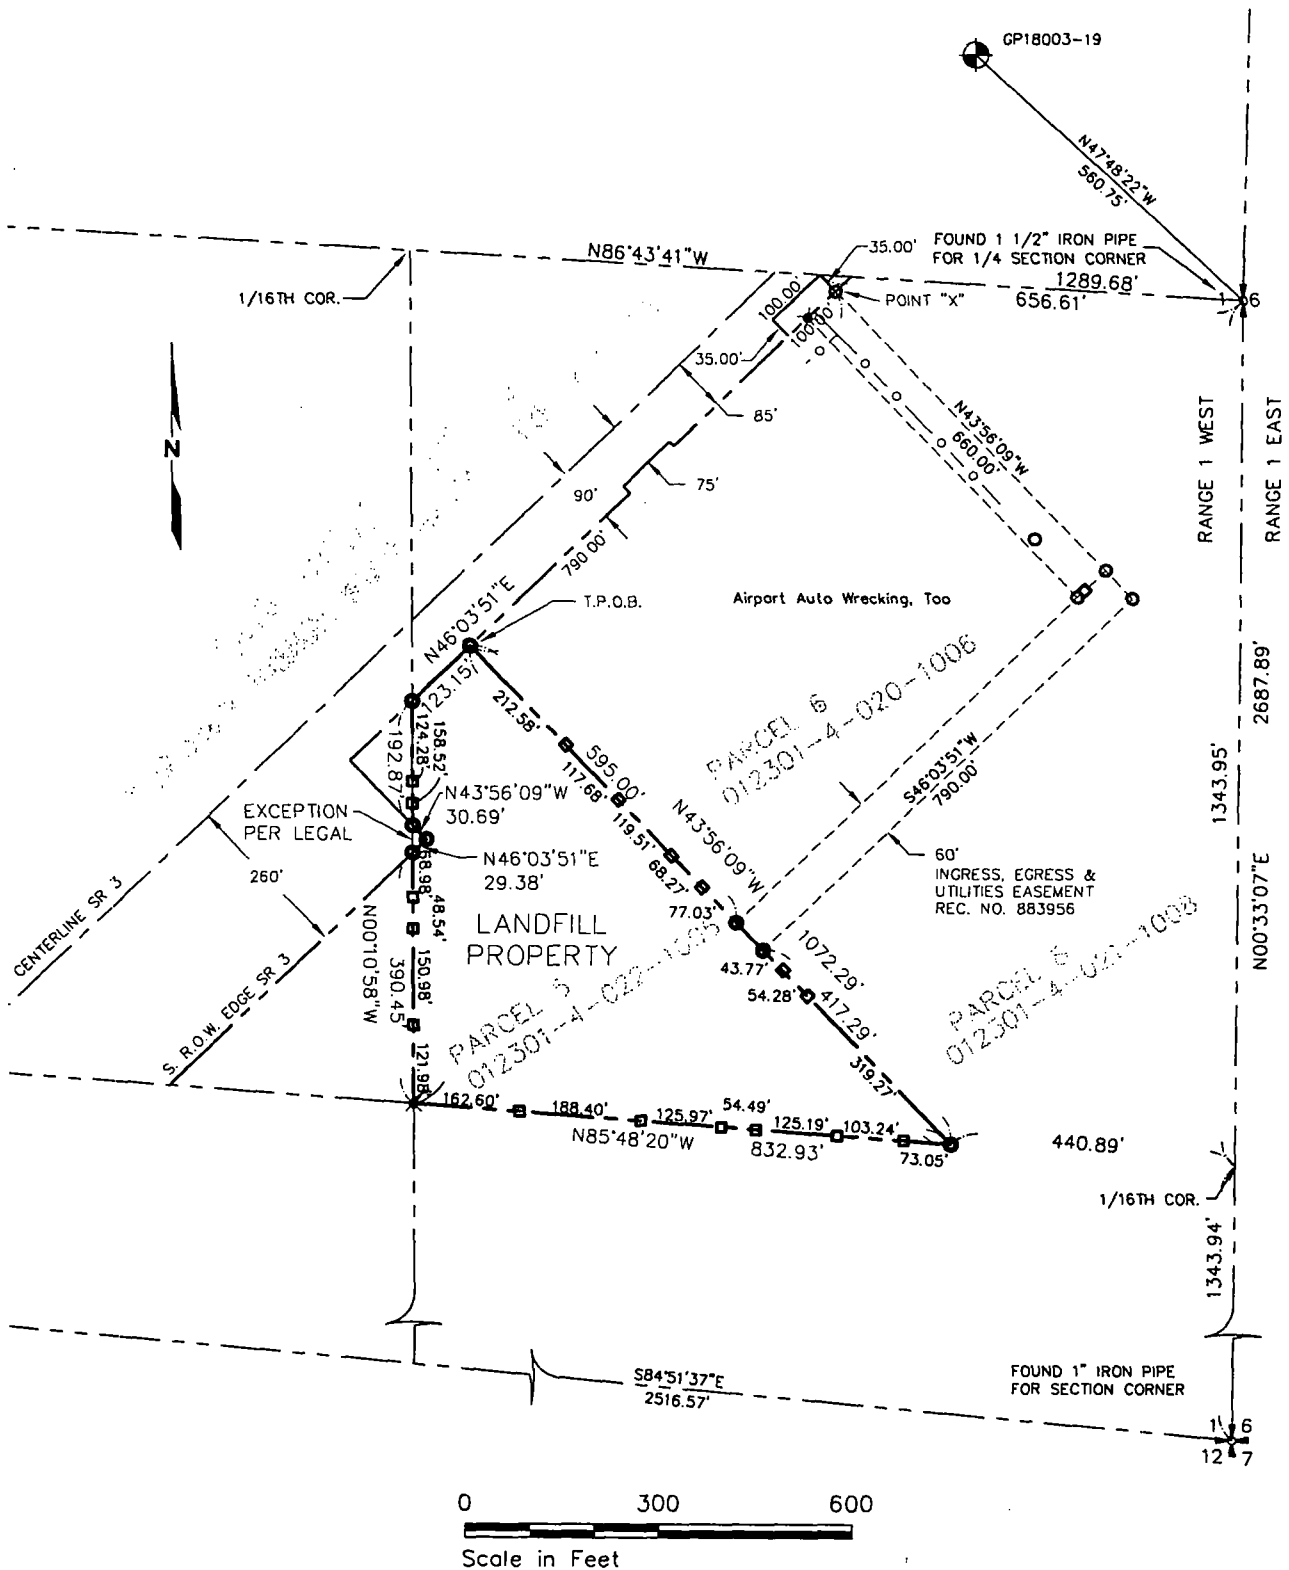 GP18003-19
N47°48'22"W
560.75'
35.00'
FOUND 1 1/2" IRON PIPE
FOR 1/4 SECTION CORNER
N86°43'41"W
1289.68'
656.61'
1
6
1/16TH COR.
100.00'
POINT "X"
100.00'
35.00'
85'
N
N43°56'09"W
660.00'
RANGE 1 WEST
RANGE 1 EAST
90'
75'
790.00'
Airport Auto Wrecking, Too
T.P.O.B.
N46°03'51"E
123.15'
212.58'
595.00'
117.68'
PARCEL 6
012301-4-020-1006
2687.89'
1343.95'
N00°33'07"E
124.28'
158.52'
192.87'
EXCEPTION
PER LEGAL
N43°56'09"W
30.69'
N46°03'51"E
29.38'
119.51'
68.27'
N43°56'09"W
77.03'
S46°03'51"W
790.00'
60'
INGRESS, EGRESS &
UTILITIES EASEMENT
REC. NO. 883956
260'
CENTERLINE SR 3
S. R.O.W. EDGE SR 3
58.98'
48.54'
LANDFILL
PROPERTY
N00°10'58"W
390.45
150.98'
121.98'
PARCEL 5
012301-4-022-1005
43.77'
1072.29'
54.28'
417.29'
319.27'
PARCEL 6
012301-4-021-1008
162.60'
188.40'
125.97'
54.49'
125.19'
103.24'
73.05'
N85°48'20"W
832.93'
440.89'
1/16TH COR.
1343.94'
S84°51'37"E
2516.57'
FOUND 1" IRON PIPE
FOR SECTION CORNER
1
6
12
7
0 300 600
Scale in Feet